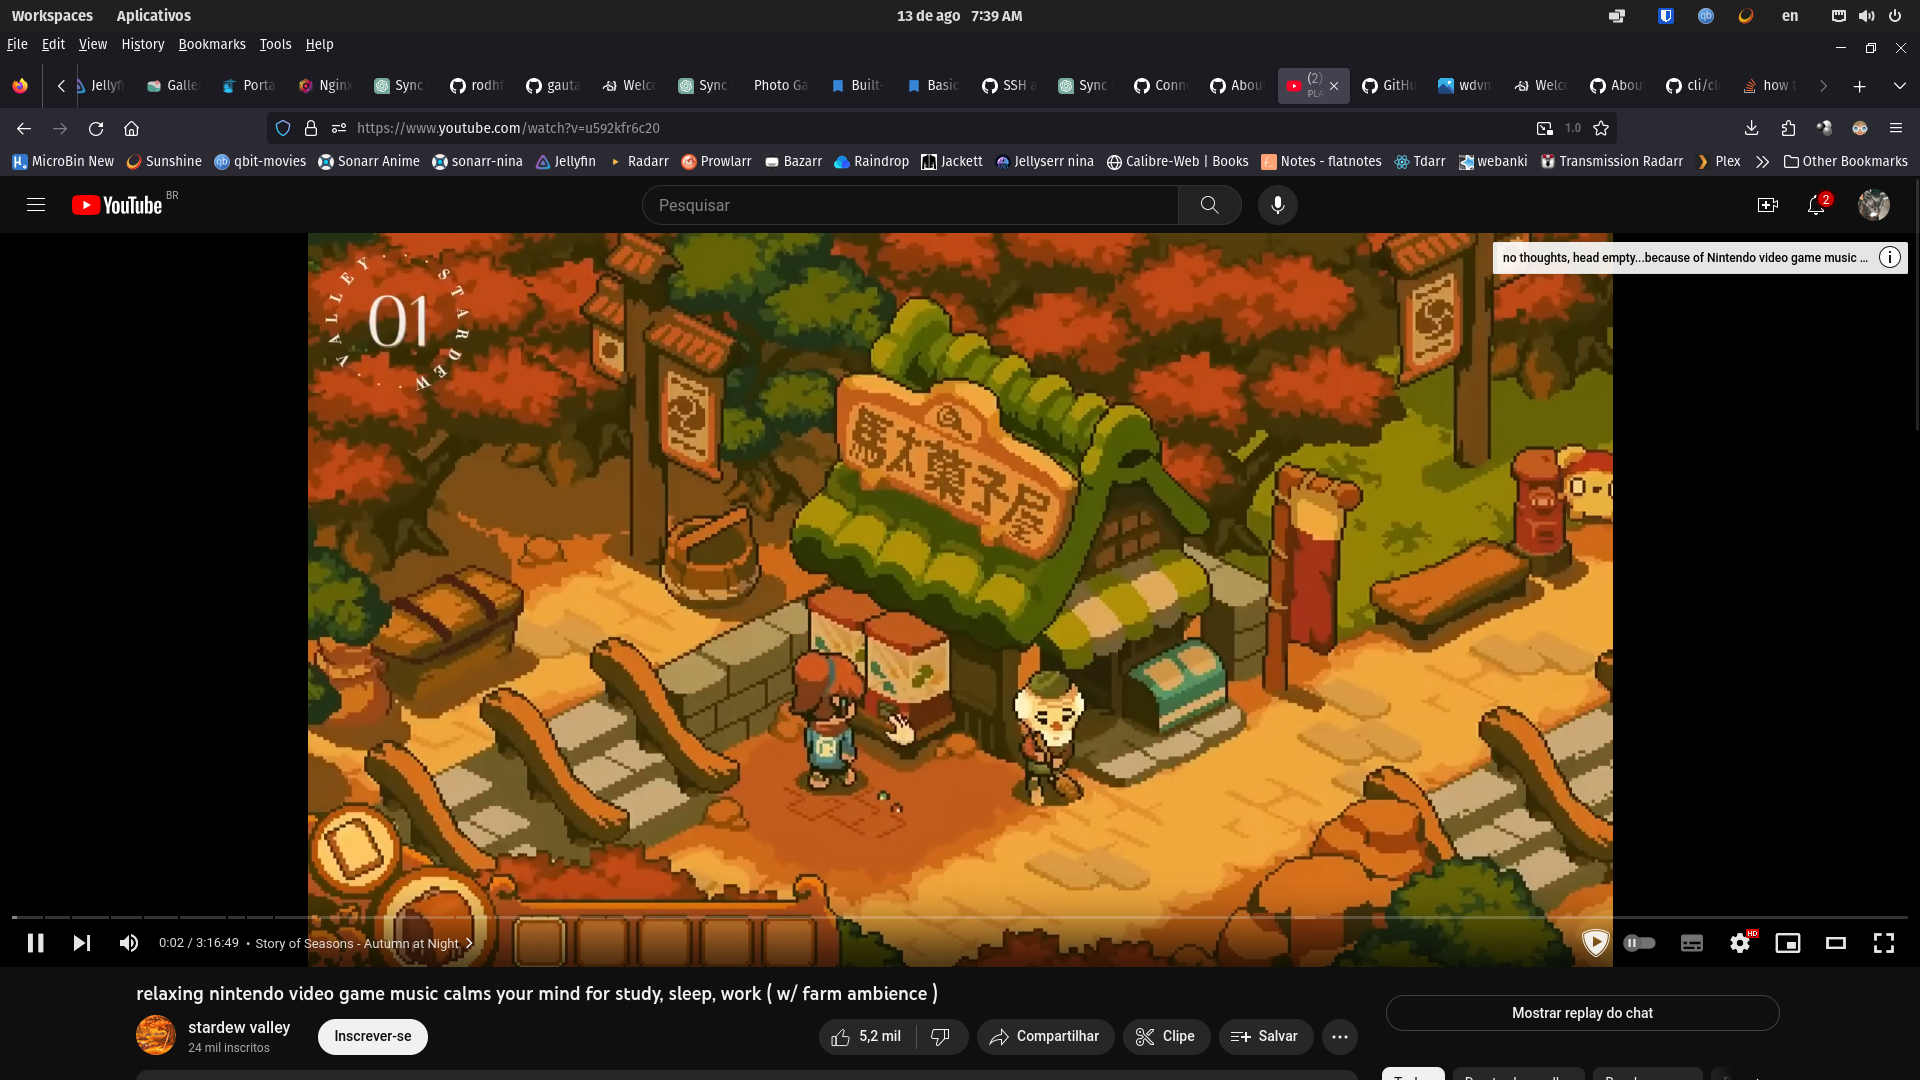 Workspaces Aplicativos 13 de ago 7:39 AM en
File Edit View History Bookmarks Tools Help
Jellyfi Galle Porta Nginx Sync rodhf gauta Welc Sync Photo Ga Built- Basic SSH a Sync Conne About (2) GitHu wdvn Welc About cli/cli how t
PLA
https://www.youtube.com/watch?v=u592kfr6c20 1.0
MicroBin New Sunshine qbit-movies Sonarr Anime sonarr-nina Jellyfin Radarr Prowlarr Bazarr Raindrop Jackett Jellyserr nina Calibre-Web | Books Notes - flatnotes Tdarr webanki Transmission Radarr Plex Other Bookmarks
YouTube BR Pesquisar 2
no thoughts, head empty...because of Nintendo video game music ...
STARDEW VALLEY
01
馬太菓子屋
0:02 / 3:16:49 • Story of Seasons - Autumn at Night
HD
relaxing nintendo video game music calms your mind for study, sleep, work ( w/ farm ambience )
Mostrar replay do chat
stardew valley
24 mil inscritos
Inscrever-se
5,2 mil Compartilhar Clipe Salvar